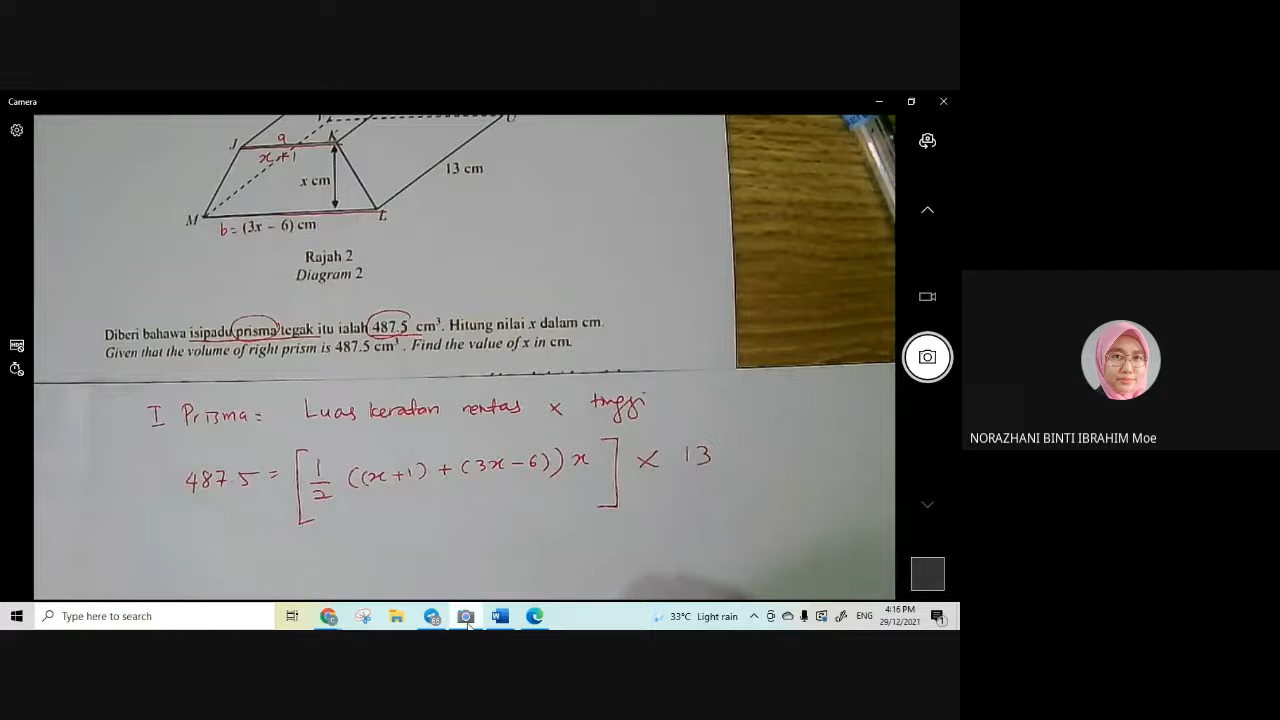 Camera
U
J
a
K
x + 1
x cm
13 cm
M
L
b = (3x – 6) cm
Rajah 2
Diagram 2
Diberi bahawa isipadu prisma tegak itu ialah 487.5 cm³. Hitung nilai x dalam cm.
Given that the volume of right prism is 487.5 cm³. Find the value of x in cm.
I Prisma = Luas keratan rentas × tinggi
487.5 = [ 1/2 ((x+1) + (3x-6)) x ] × 13
NORAZHANI BINTI IBRAHIM Moe
Type here to search
33°C Light rain
ENG
4:16 PM
29/12/2021
1